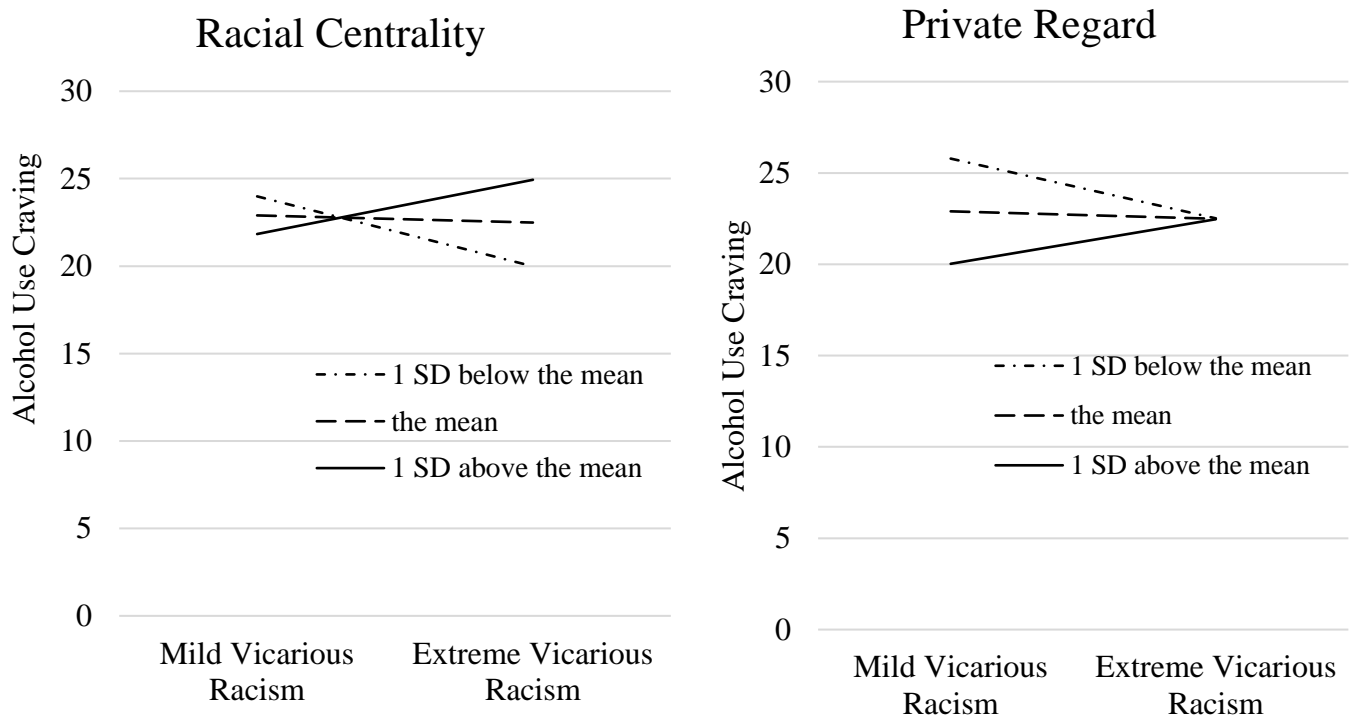 Racial Centrality
Alcohol Use Craving
30
25
20
15
10
5
0
1 SD below the mean
the mean
1 SD above the mean
Mild Vicarious
Racism
Extreme Vicarious
Racism
Private Regard
Alcohol Use Craving
30
25
20
15
10
5
0
1 SD below the mean
the mean
1 SD above the mean
Mild Vicarious
Racism
Extreme Vicarious
Racism